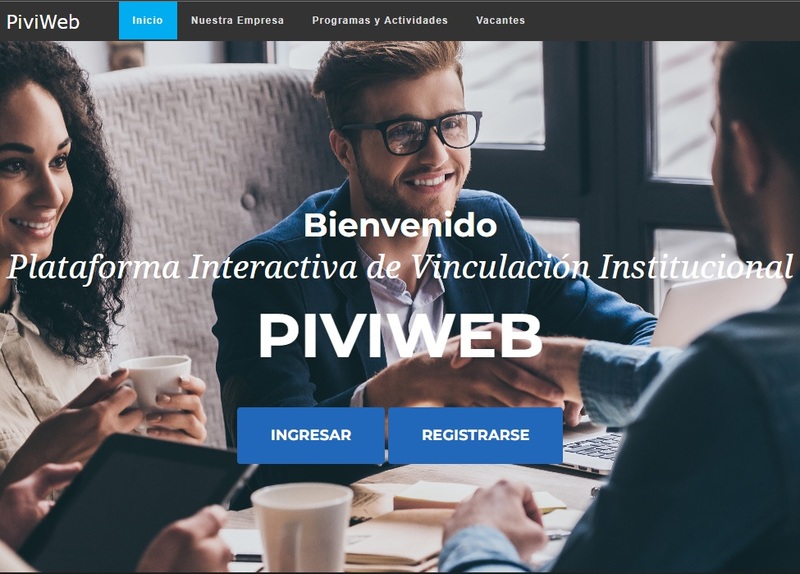 PiviWeb Inicio Nuestra Empresa Programas y Actividades Vacantes
Bienvenido
Plataforma Interactiva de Vinculación Institucional
PIVIWEB
INGRESAR REGISTRARSE